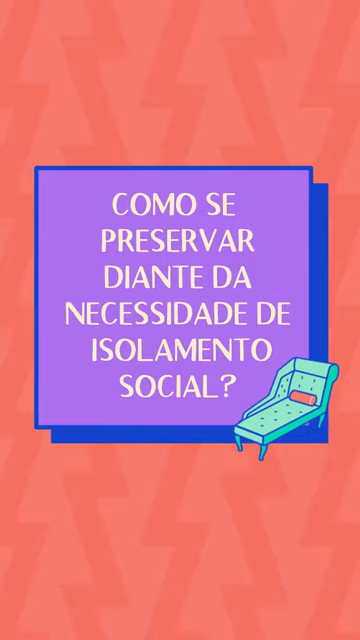 COMO SE
PRESERVAR
DIANTE DA
NECESSIDADE DE
ISOLAMENTO
SOCIAL?